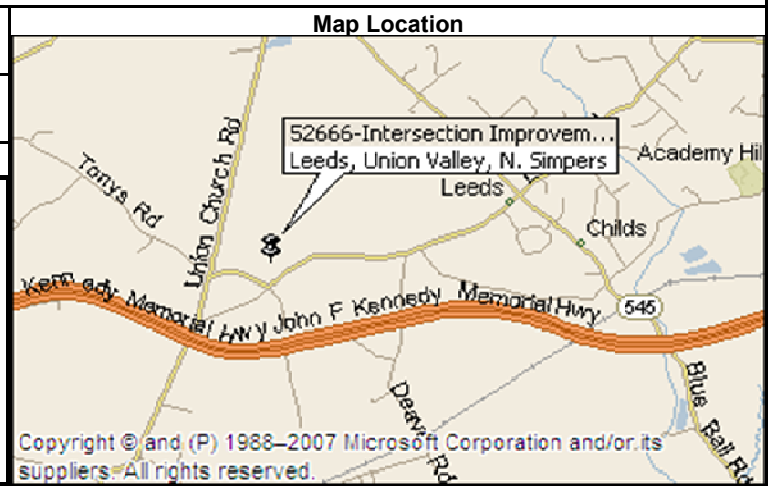 Map Location
52666-Intersection Improvem...
Leeds, Union Valley, N. Simpers
Academy Hil
Leeds
Childs
Tonys Rd
Union Church Rd
Kennedy Memorial Hwy
John F Kennedy Memorial Hwy
545
Blue Ball Rd
Rd
Copyright © and (P) 1988–2007 Microsoft Corporation and/or its
suppliers. All rights reserved.